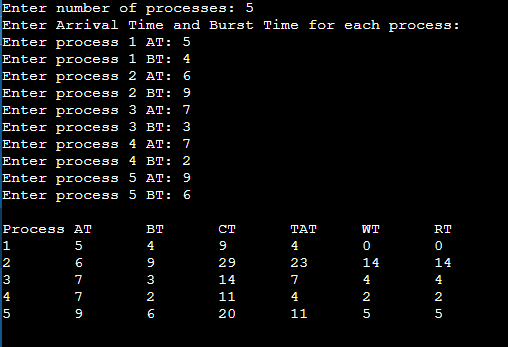 Enter number of processes: 5
Enter Arrival Time and Burst Time for each process:
Enter process 1 AT: 5
Enter process 1 BT: 4
Enter process 2 AT: 6
Enter process 2 BT: 9
Enter process 3 AT: 7
Enter process 3 BT: 3
Enter process 4 AT: 7
Enter process 4 BT: 2
Enter process 5 AT: 9
Enter process 5 BT: 6
Process AT BT CT TAT WT RT
1 5 4 9 4 0 0
2 6 9 29 23 14 14
3 7 3 14 7 4 4
4 7 2 11 4 2 2
5 9 6 20 11 5 5